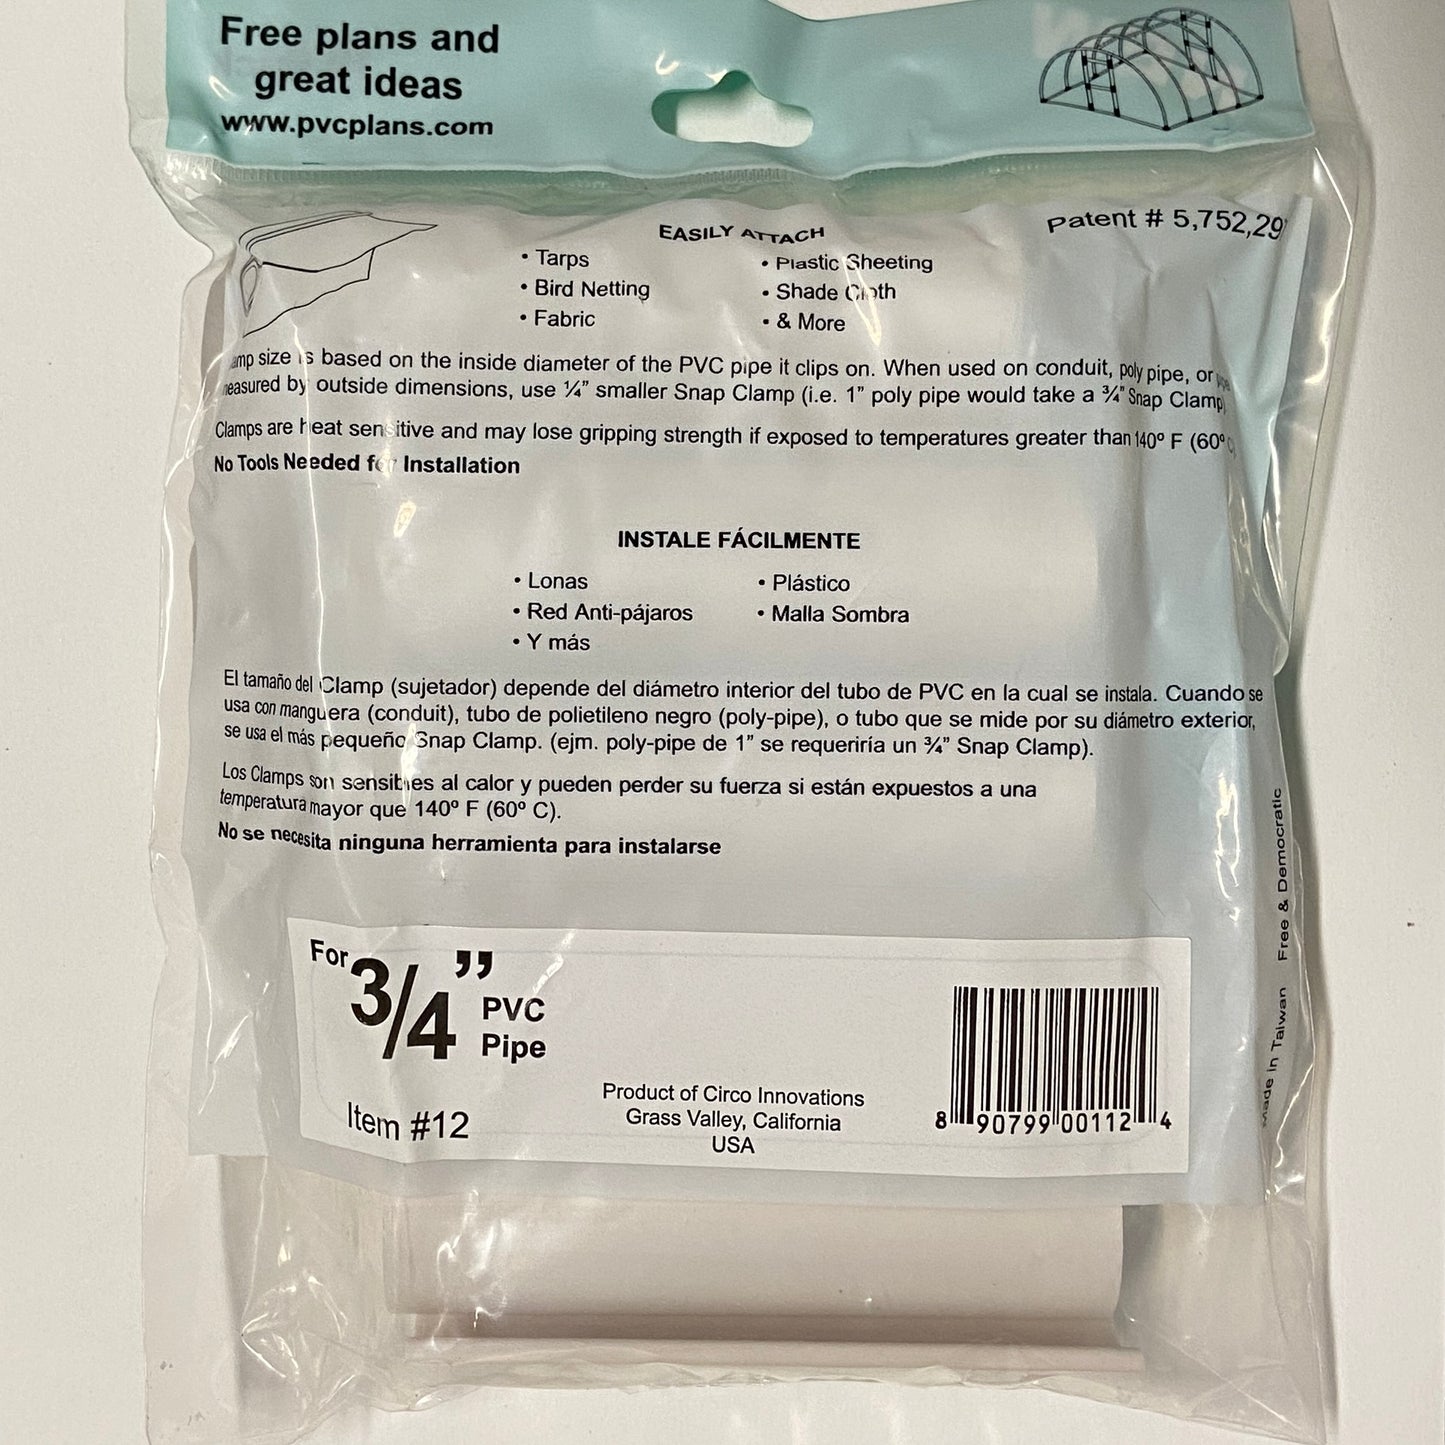 Free plans and
great ideas
www.pvcplans.com
Patent # 5,752,29
EASILY ATTACH
• Tarps
• Bird Netting
• Fabric
• Plastic Sheeting
• Shade Cloth
• & More
size is based on the inside diameter of the PVC pipe it clips on. When used on conduit, poly pipe, or
measured by outside dimensions, use ¼” smaller Snap Clamp (i.e. 1” poly pipe would take a ¾” Snap Clamp)
Clamps are heat sensitive and may lose gripping strength if exposed to temperatures greater than 140º F (60º
No Tools Needed for Installation
INSTALE FÁCILMENTE
• Lonas
• Red Anti-pájaros
• Y más
• Plástico
• Malla Sombra
El tamaño del Clamp (sujetador) depende del diámetro interior del tubo de PVC en la cual se instala. Cuando se
usa con manguera (conduit), tubo de polietileno negro (poly-pipe), o tubo que se mide por su diámetro exterior,
se usa el más pequeño Snap Clamp. (ejm. poly-pipe de 1” se requeriría un ¾” Snap Clamp).
Los Clamps son sensibles al calor y pueden perder su fuerza si están expuestos a una
temperatura mayor que 140º F (60º C).
No se necesita ninguna herramienta para instalarse
For
3/4”
PVC
Pipe
Item #12
Product of Circo Innovations
Grass Valley, California
USA
8 90799 00112 4
Made in Taiwan Free & Democratic